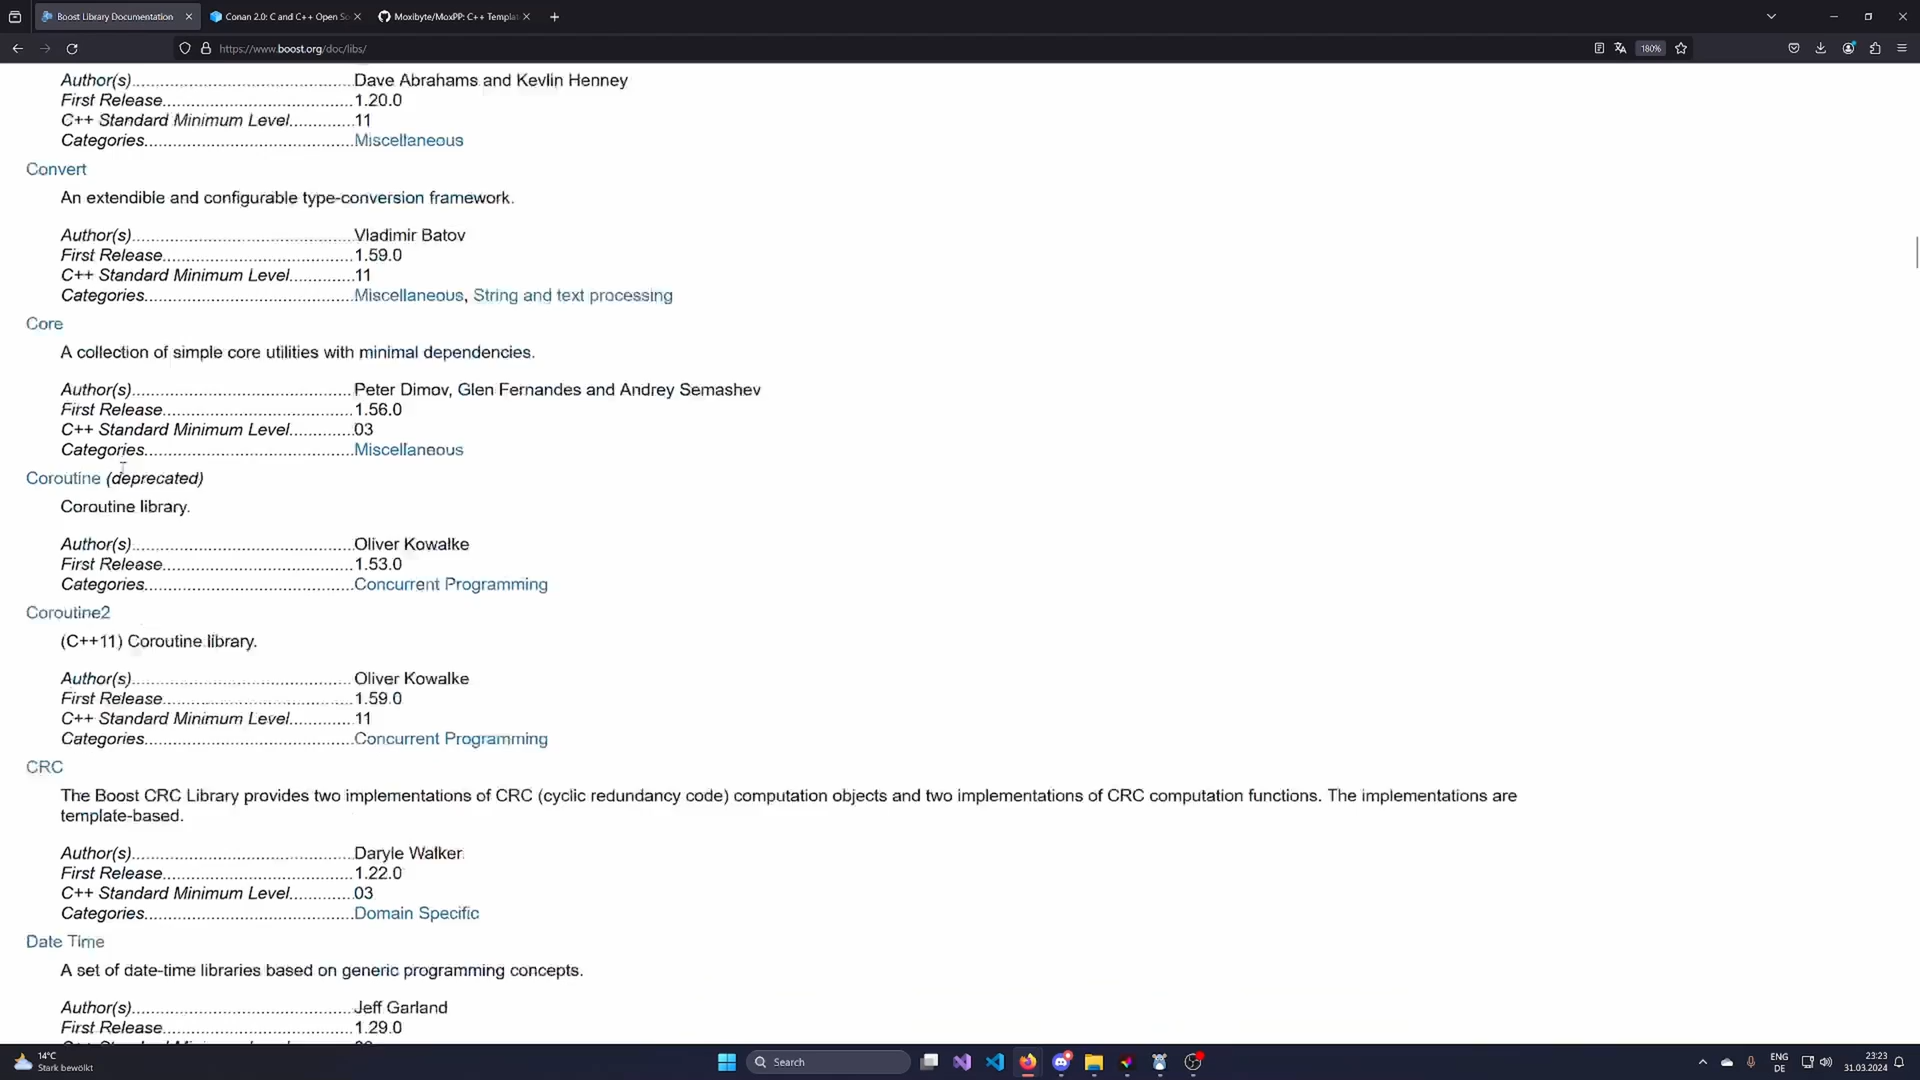 Boost Library Documentation
Conan 2.0: C and C++ Open So
Moxibyte/MoxPP: C++ Templat
https://www.boost.org/doc/libs/
180%
Author(s)..........................................Dave Abrahams and Kevlin Henney
First Release....................................1.20.0
C++ Standard Minimum Level.............11
Categories........................................Miscellaneous
Convert
An extendible and configurable type-conversion framework.
Author(s)..........................................Vladimir Batov
First Release....................................1.59.0
C++ Standard Minimum Level.............11
Categories........................................Miscellaneous, String and text processing
Core
A collection of simple core utilities with minimal dependencies.
Author(s)..........................................Peter Dimov, Glen Fernandes and Andrey Semashev
First Release....................................1.56.0
C++ Standard Minimum Level.............03
Categories........................................Miscellaneous
Coroutine (deprecated)
Coroutine library.
Author(s)..........................................Oliver Kowalke
First Release....................................1.53.0
Categories........................................Concurrent Programming
Coroutine2
(C++11) Coroutine library.
Author(s)..........................................Oliver Kowalke
First Release....................................1.59.0
C++ Standard Minimum Level.............11
Categories........................................Concurrent Programming
CRC
The Boost CRC Library provides two implementations of CRC (cyclic redundancy code) computation objects and two implementations of CRC computation functions. The implementations are
template-based.
Author(s)..........................................Daryle Walker
First Release....................................1.22.0
C++ Standard Minimum Level.............03
Categories........................................Domain Specific
Date Time
A set of date-time libraries based on generic programming concepts.
Author(s)..........................................Jeff Garland
First Release....................................1.29.0
14°C
Stark bewölkt
Search
ENG
DE
23:23
31.03.2024